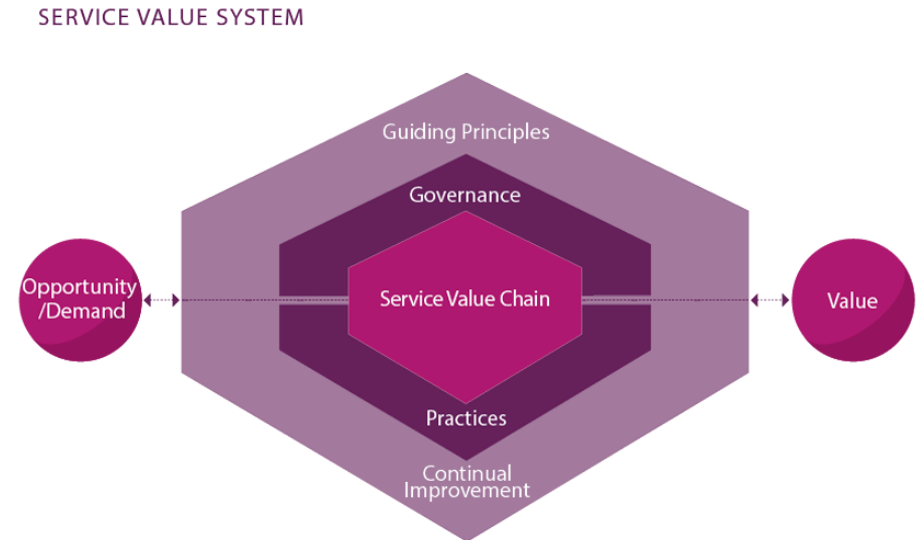 SERVICE VALUE SYSTEM
Guiding Principles
Governance
Opportunity
/Demand
Service Value Chain
Value
Practices
Continual
Improvement